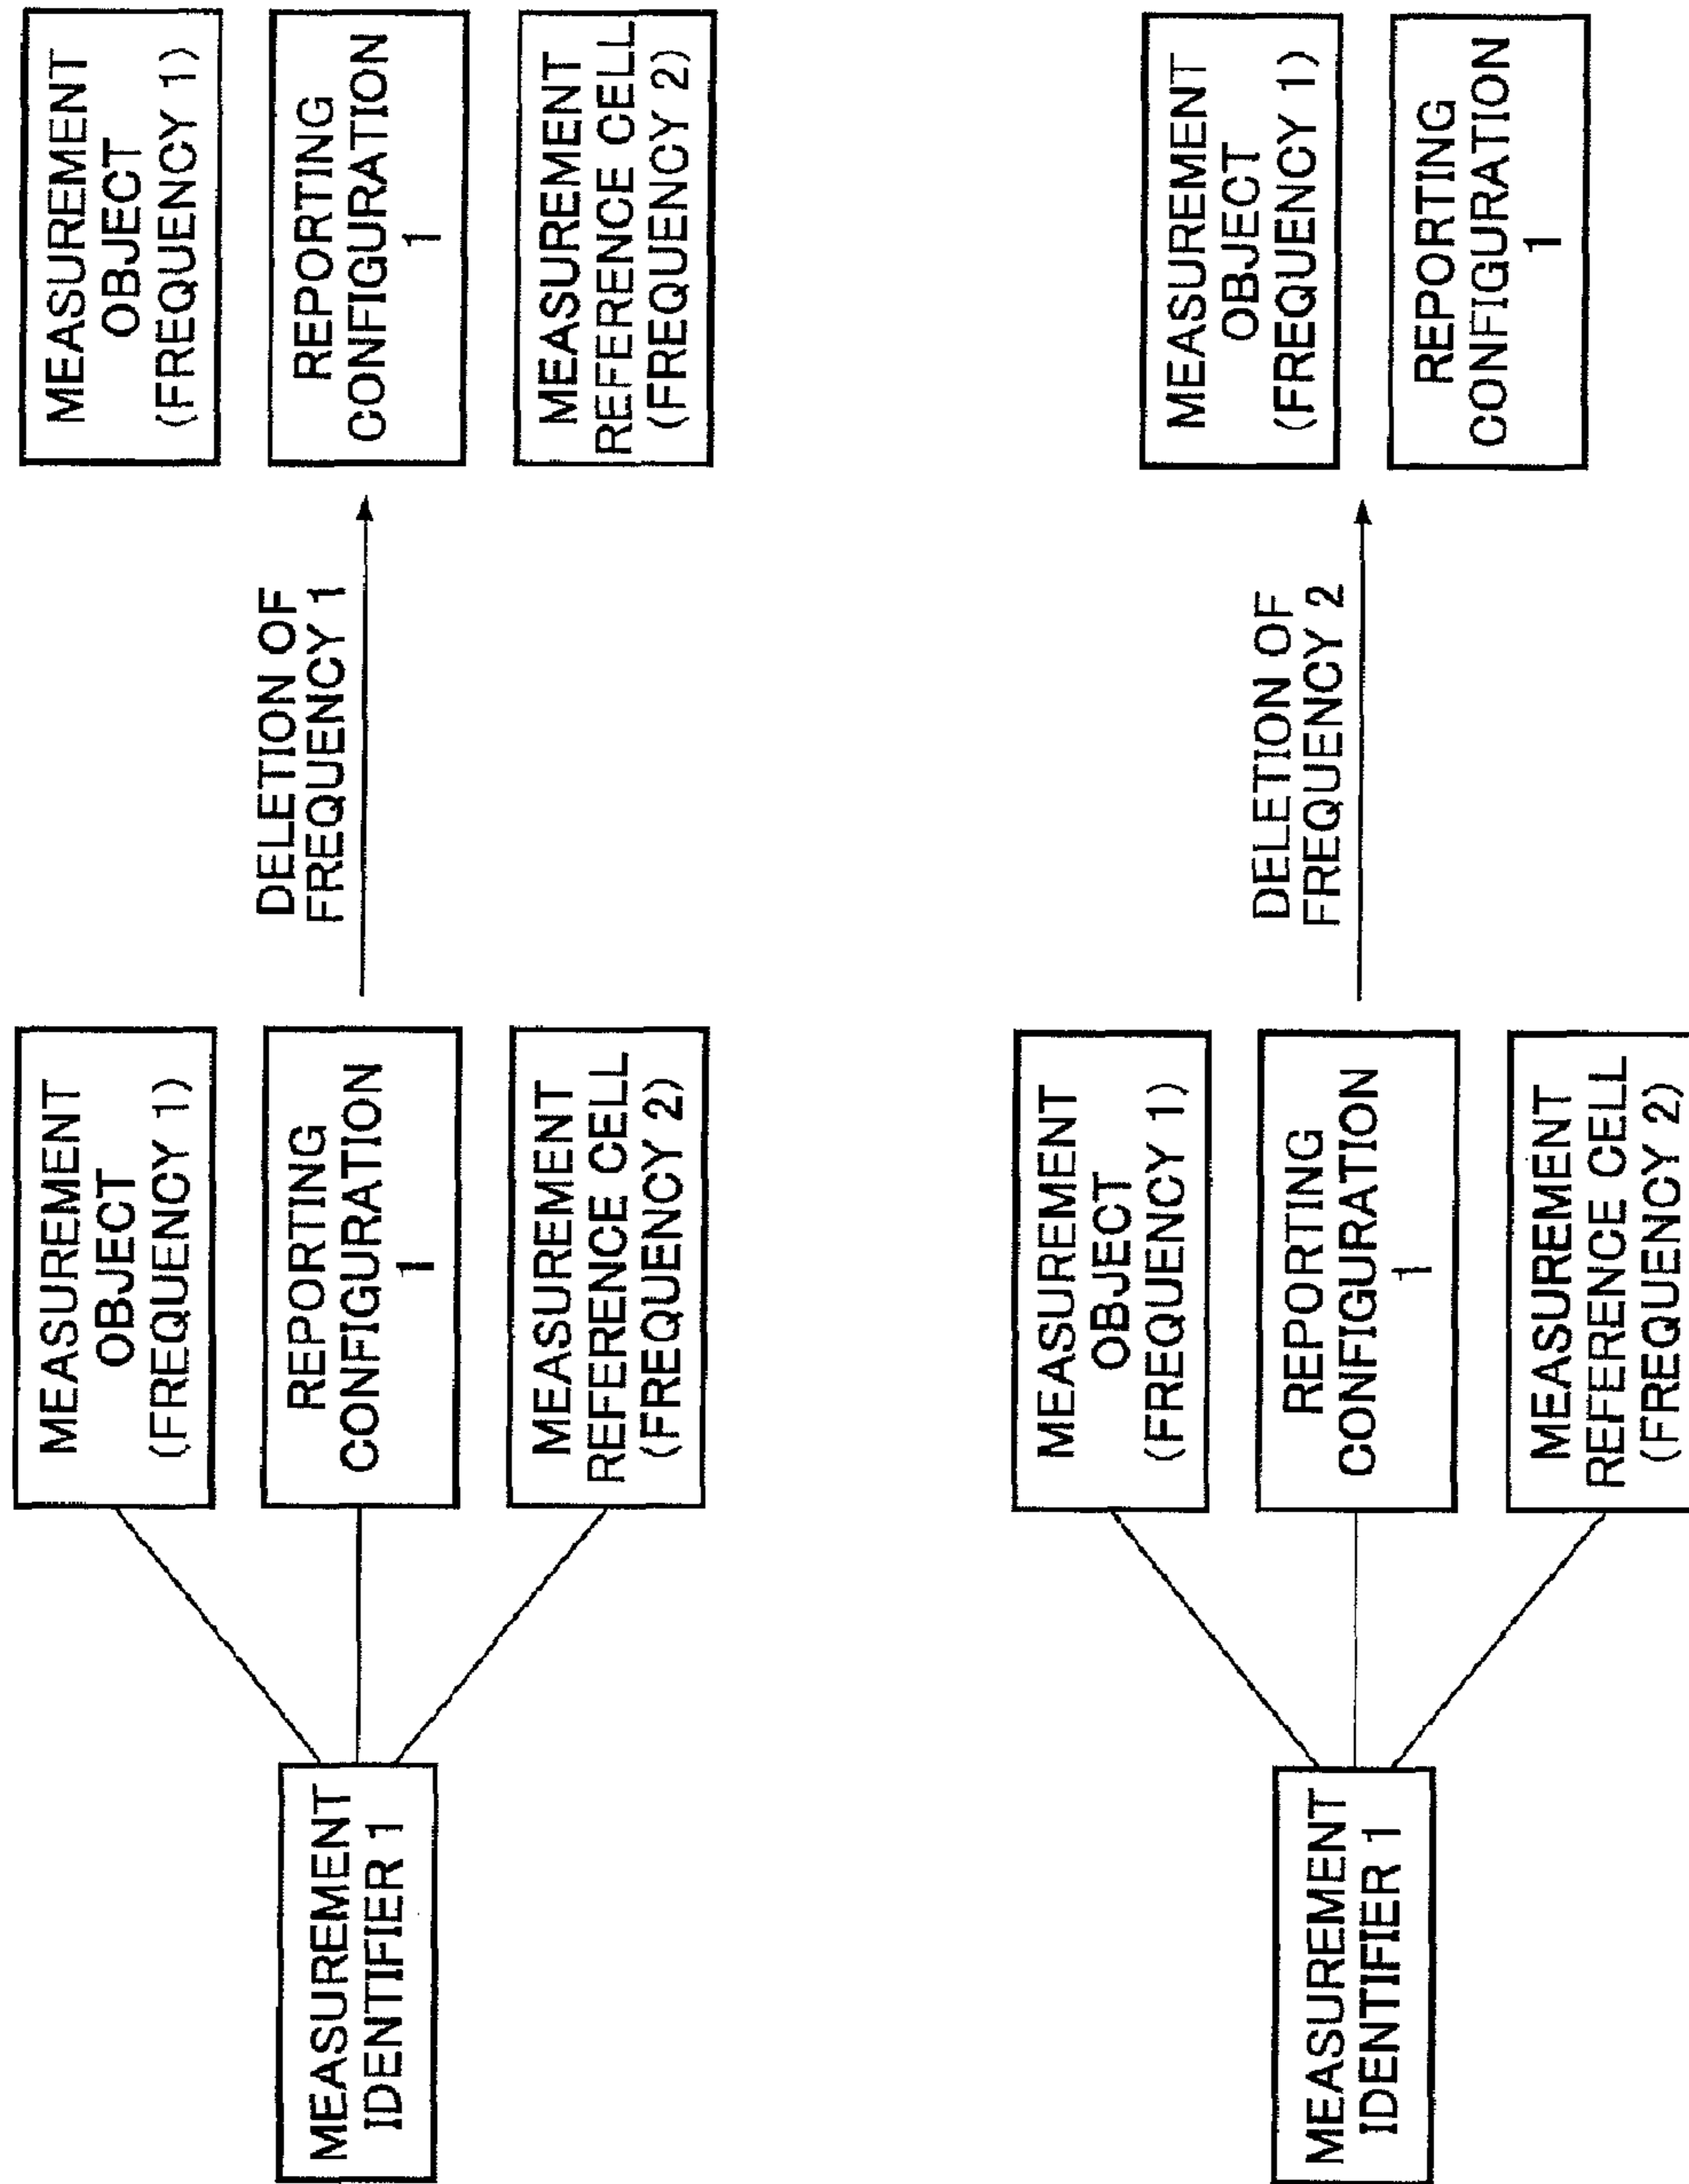 MEASUREMENT
IDENTIFIER 1
MEASUREMENT
OBJECT
(FREQUENCY 1)
REPORTING
CONFIGURATION
1
MEASUREMENT
REFERENCE CELL
(FREQUENCY 2)
DELETION OF
FREQUENCY 1
MEASUREMENT
OBJECT
(FREQUENCY 1)
REPORTING
CONFIGURATION
1
MEASUREMENT
REFERENCE CELL
(FREQUENCY 2)
MEASUREMENT
IDENTIFIER 1
MEASUREMENT
OBJECT
(FREQUENCY 1)
REPORTING
CONFIGURATION
1
MEASUREMENT
REFERENCE CELL
(FREQUENCY 2)
DELETION OF
FREQUENCY 2
MEASUREMENT
OBJECT
(FREQUENCY 1)
REPORTING
CONFIGURATION
1